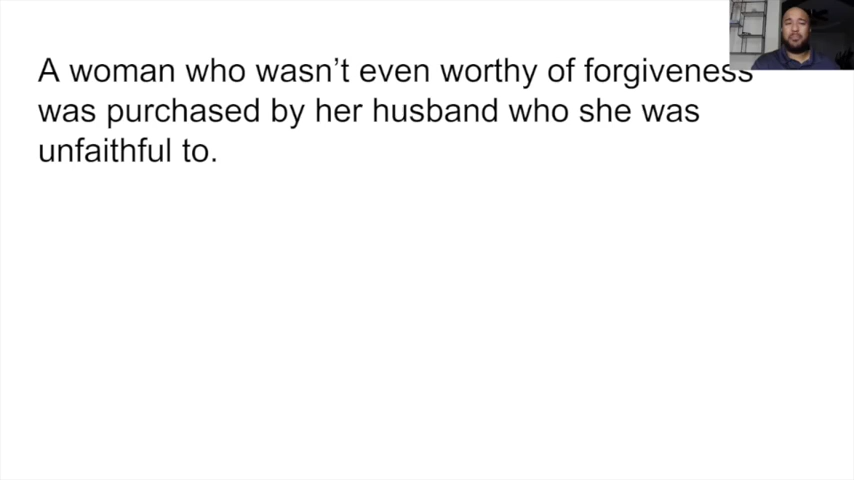 A woman who wasn’t even worthy of forgiveness
was purchased by her husband who she was
unfaithful to.